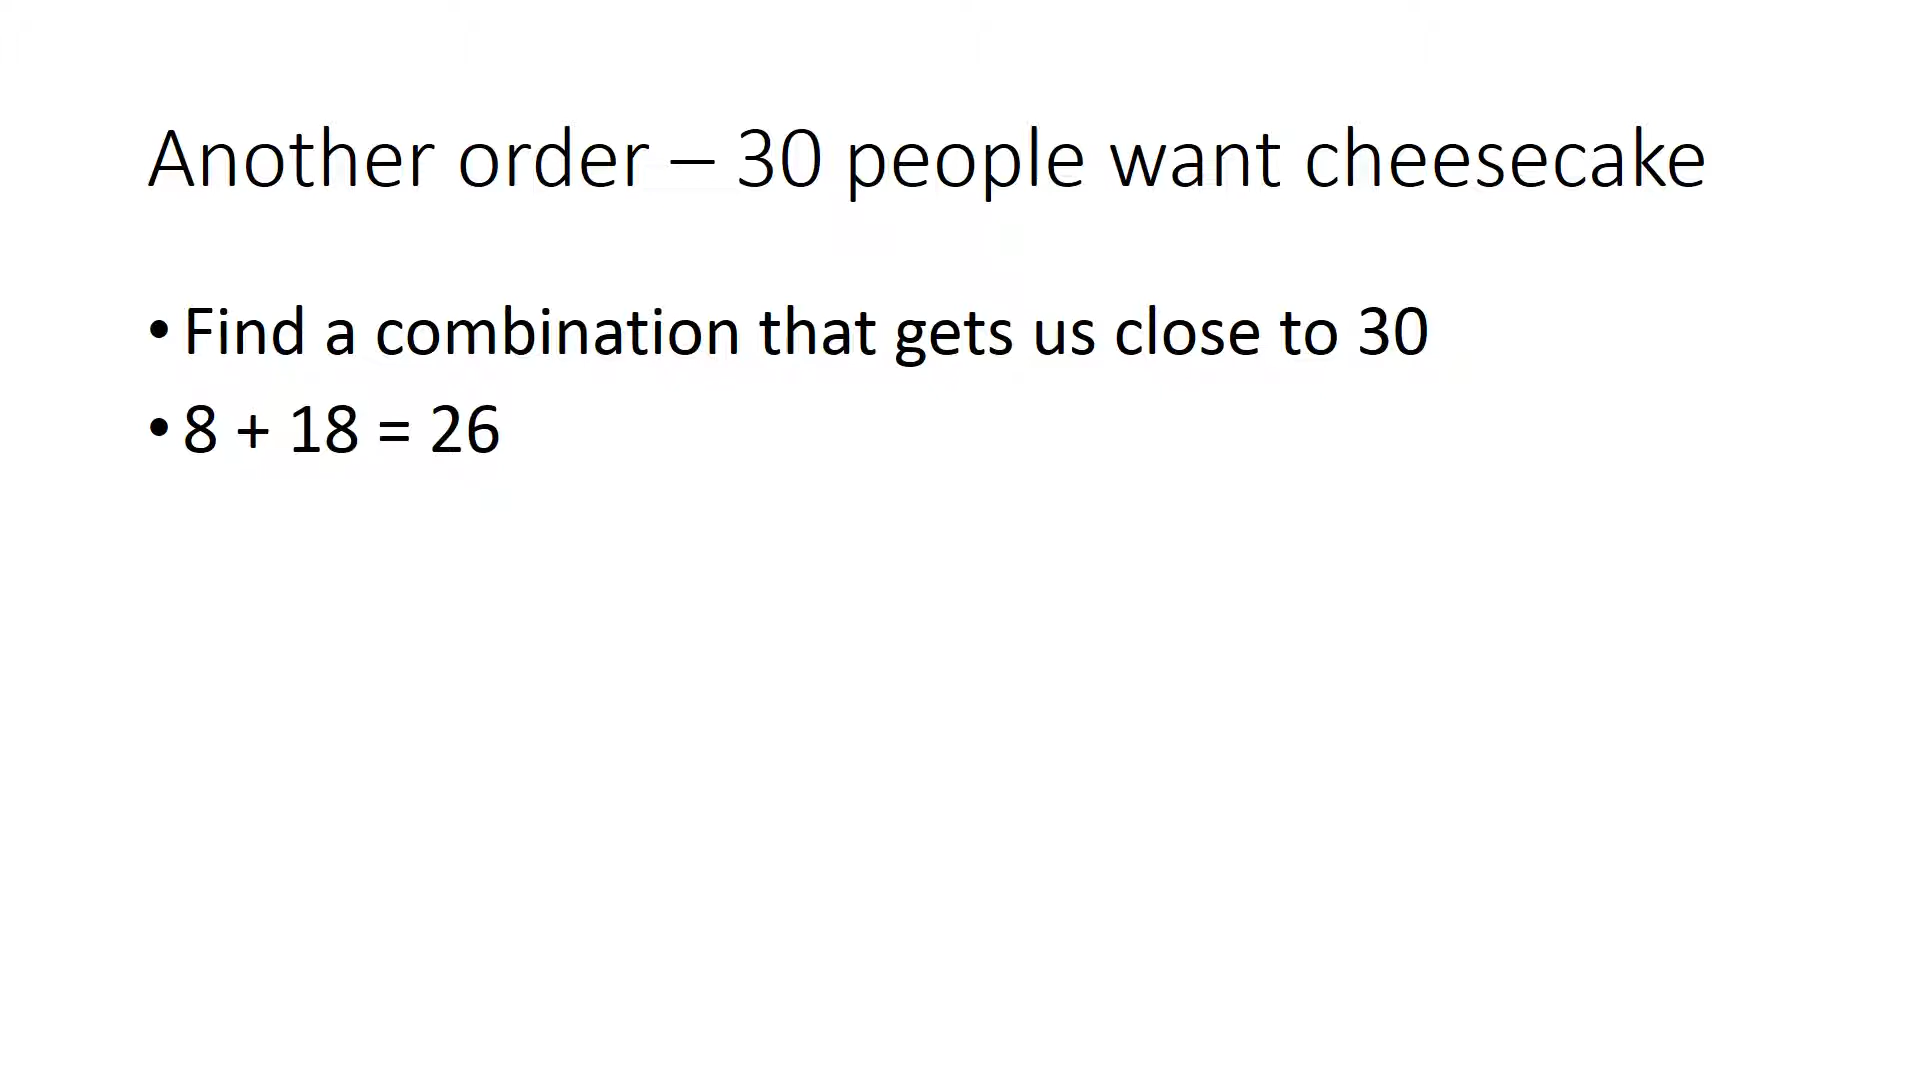 Another order – 30 people want cheesecake
• Find a combination that gets us close to 30
• 8 + 18 = 26